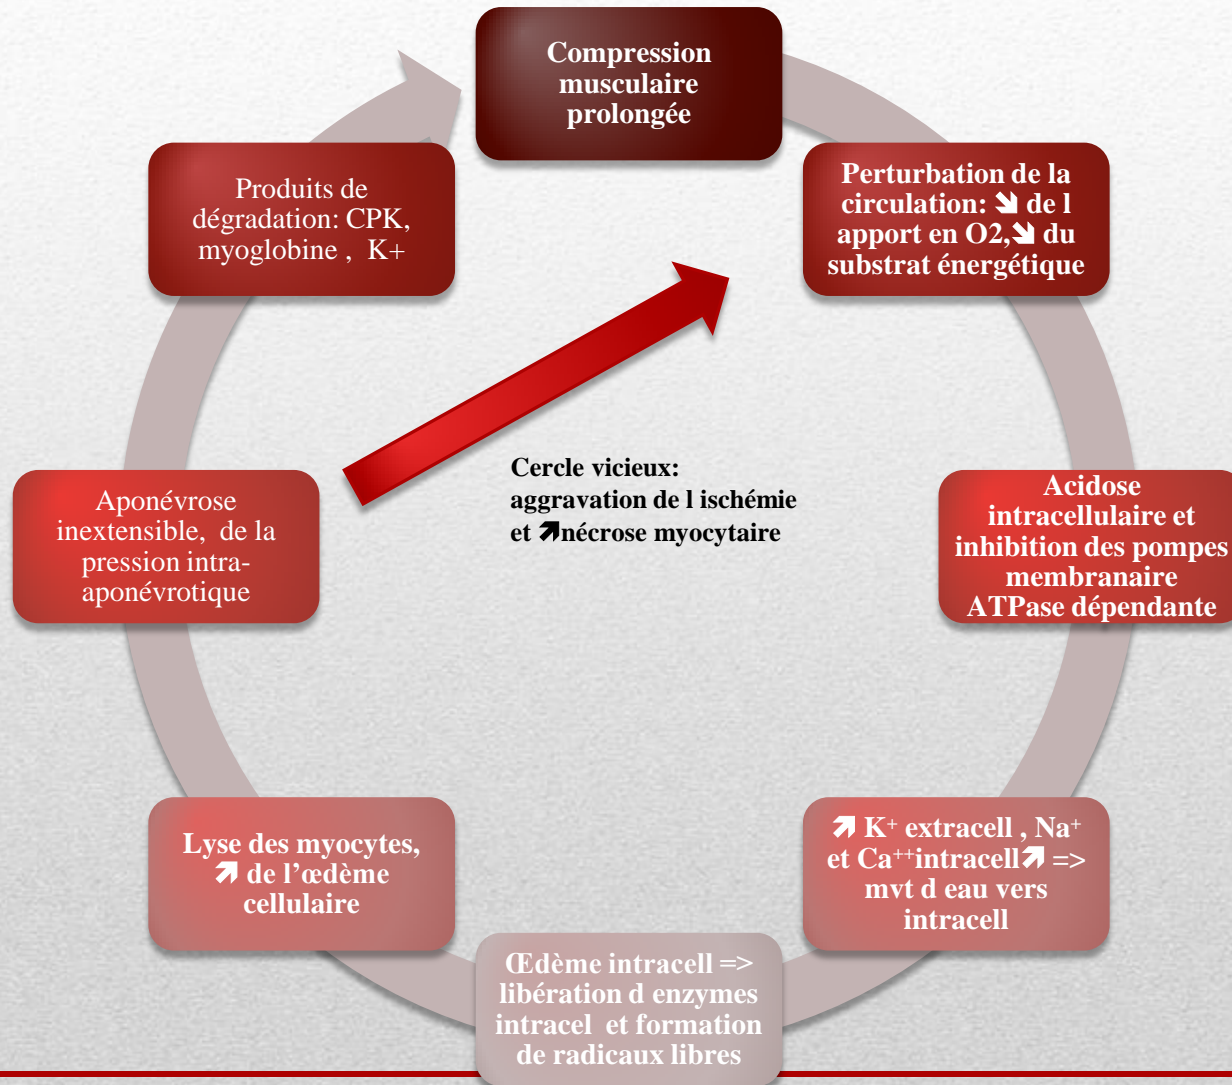 Compression
musculaire
prolongée
Perturbation de la
circulation: ➘ de l
apport en O2,➘ du
substrat énergétique
Acidose
intracellulaire et
inhibition des pompes
membranaire
ATPase dépendante
➚ K⁺ extracell , Na⁺
et Ca⁺⁺intracell➚ =>
mvt d eau vers
intracell
Œdème intracell =>
libération d enzymes
intracel et formation
de radicaux libres
Lyse des myocytes,
➚ de l’œdème
cellulaire
Aponévrose
inextensible, de la
pression intra-
aponévrotique
Produits de
dégradation: CPK,
myoglobine , K+
Cercle vicieux:
aggravation de l ischémie
et ➚nécrose myocytaire